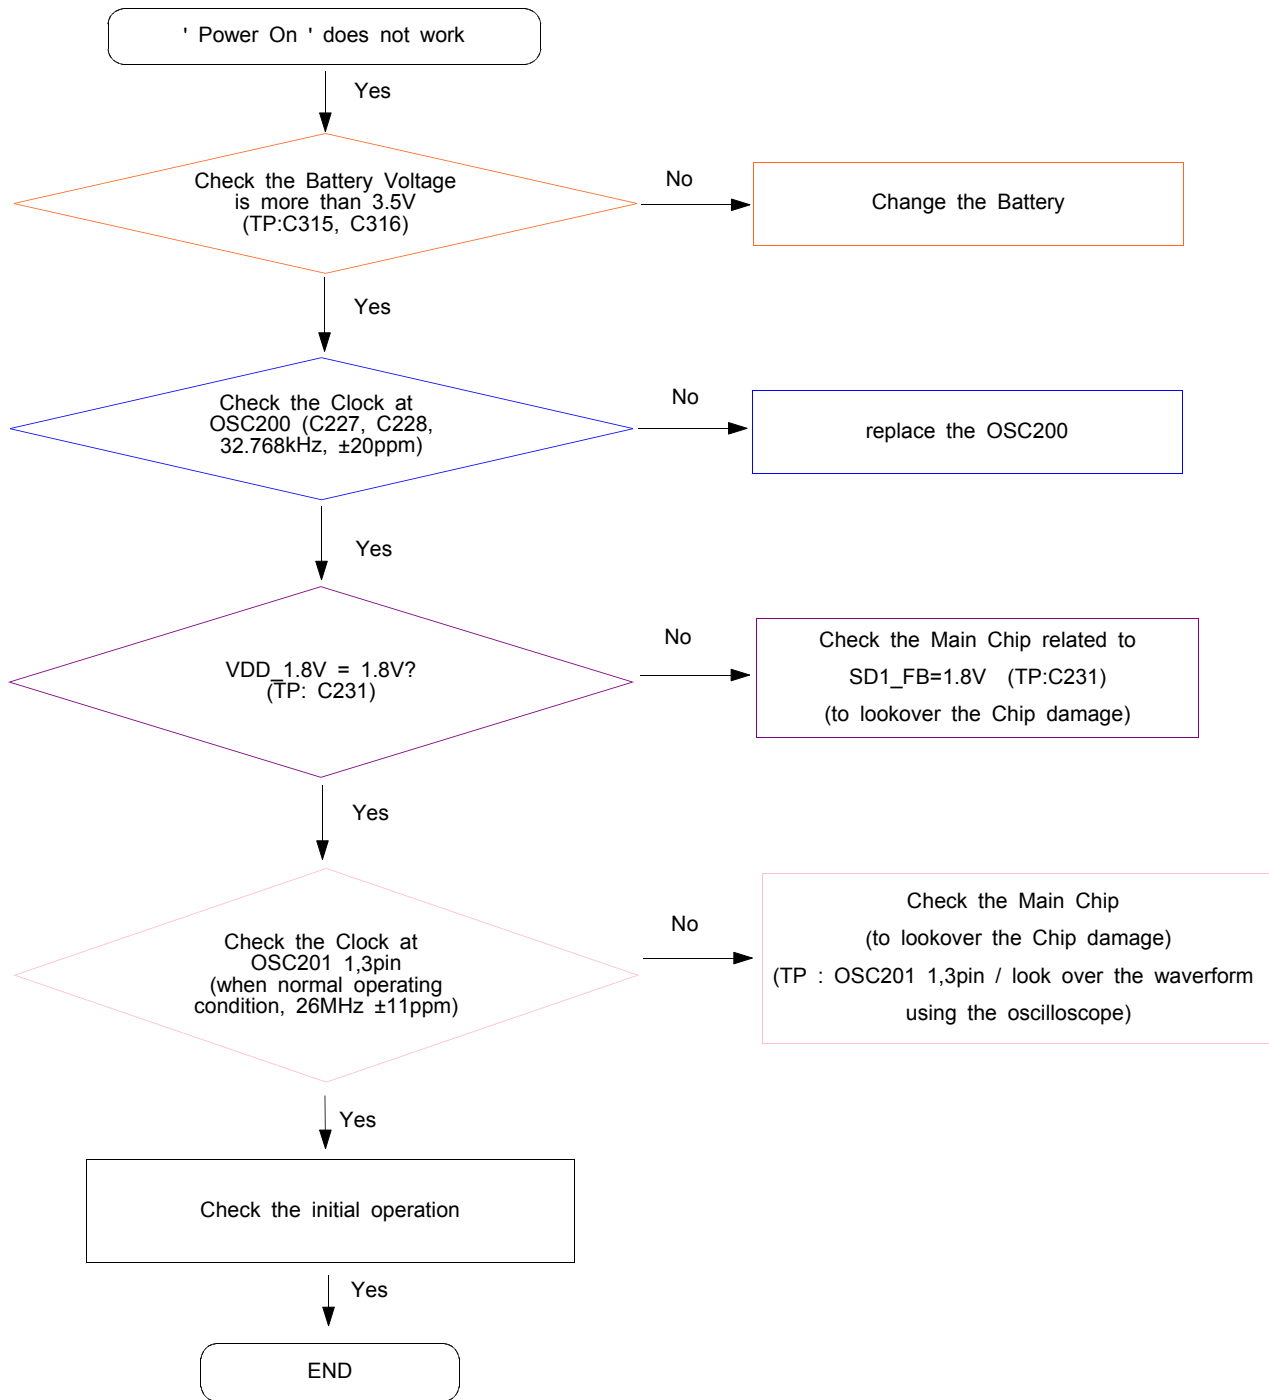 ' Power On ' does not work
Yes
Check the Battery Voltage
is more than 3.5V
(TP:C315, C316)
No
Change the Battery
Yes
Check the Clock at
OSC200 (C227, C228,
32.768kHz, ±20ppm)
No
replace the OSC200
Yes
VDD_1.8V = 1.8V?
(TP: C231)
No
Check the Main Chip related to
SD1_FB=1.8V (TP:C231)
(to lookover the Chip damage)
Yes
Check the Clock at
OSC201 1,3pin
(when normal operating
condition, 26MHz ±11ppm)
No
Check the Main Chip
(to lookover the Chip damage)
(TP : OSC201 1,3pin / look over the waverform
using the oscilloscope)
Yes
Check the initial operation
Yes
END